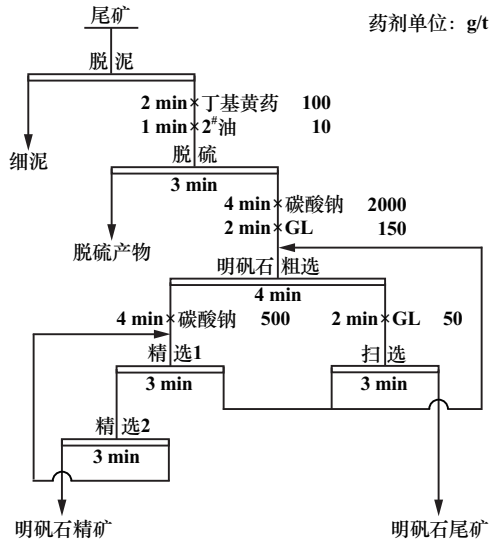 尾矿
药剂单位：g/t
脱泥
2 min 丁基黄药 100
1 min 2#油 10
细泥
脱硫
3 min
4 min 碳酸钠 2000
2 min GL 150
脱硫产物
明矾石粗选
4 min
4 min 碳酸钠 500
2 min GL 50
精选1
扫选
3 min
3 min
精选2
3 min
明矾石精矿
明矾石尾矿